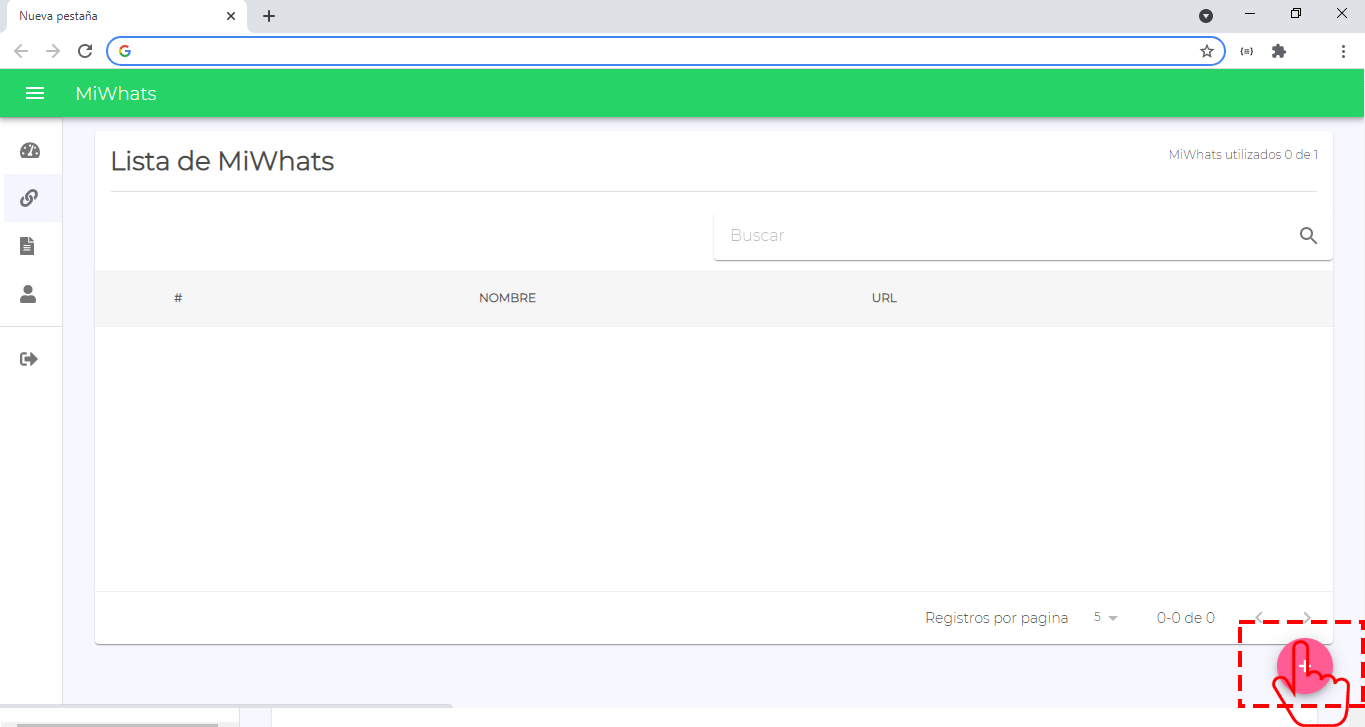 Nueva pestaña
MiWhats
Lista de MiWhats
MiWhats utilizados 0 de 1
Buscar
# NOMBRE URL
Registros por pagina 5 0-0 de 0